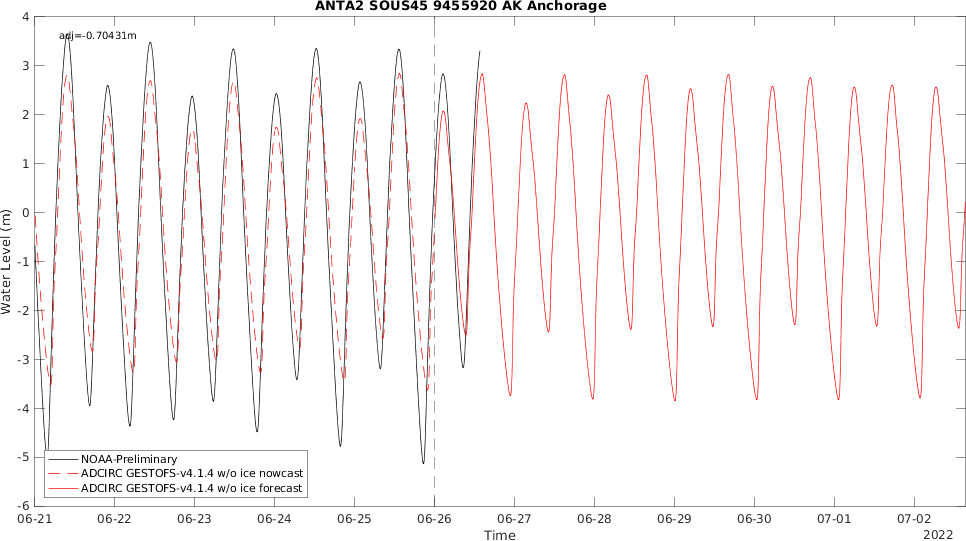 ANTA2 SOUS45 9455920 AK Anchorage
adj=-0.70431m
4
3
2
1
0
-1
-2
-3
-4
-5
-6
Water Level (m)
NOAA-Preliminary
ADCIRC GESTOFS-v4.1.4 w/o ice nowcast
ADCIRC GESTOFS-v4.1.4 w/o ice forecast
06-21 06-22 06-23 06-24 06-25 06-26 06-27 06-28 06-29 06-30 07-01 07-02
Time
2022